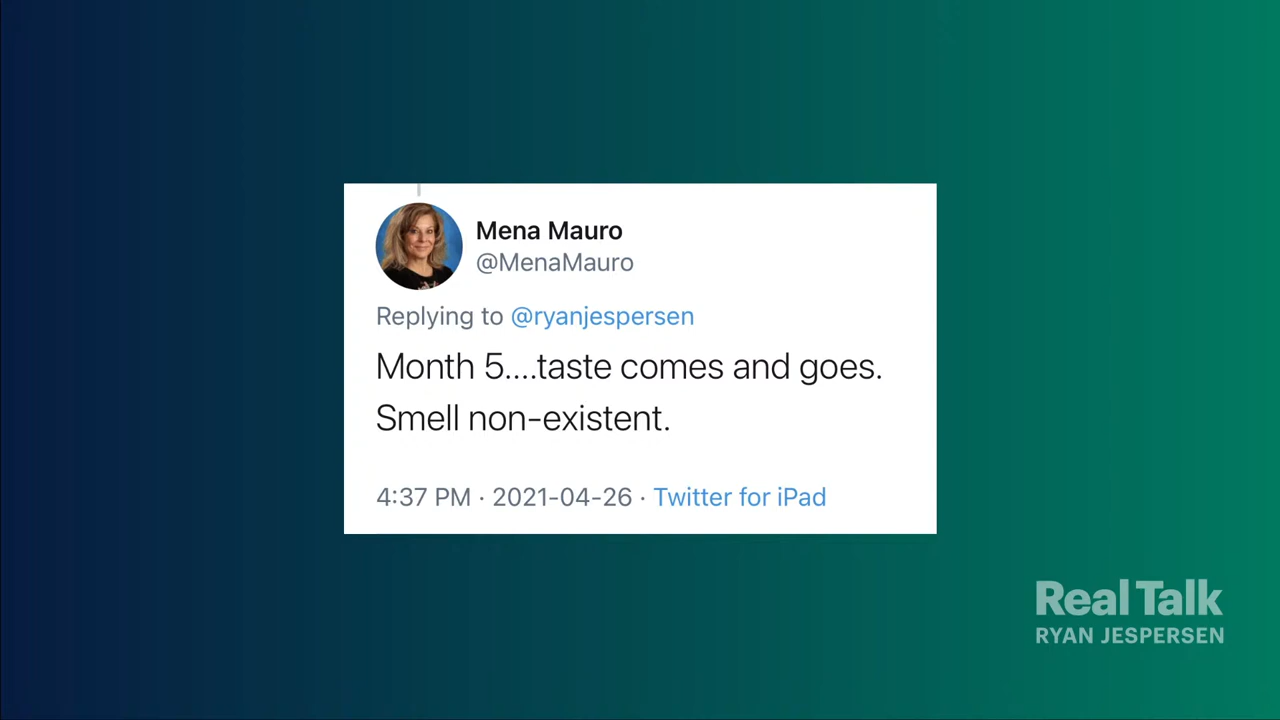 Mena Mauro
@MenaMauro
Replying to @ryanjespersen
Month 5....taste comes and goes.
Smell non-existent.
4:37 PM · 2021-04-26 · Twitter for iPad
Real Talk
RYAN JESPERSEN